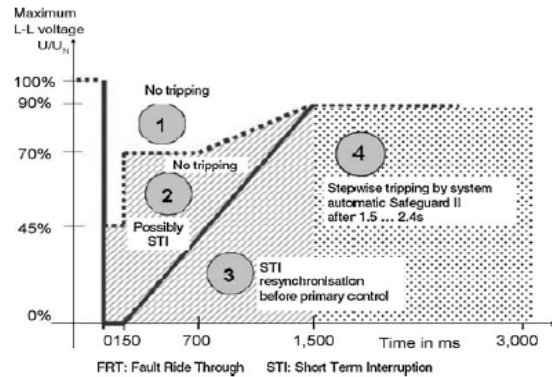 Maximum
L-L voltage
U/UN
100%
90%
70%
45%
0%
No tripping
1
No tripping
2
Possibly
STI
3
STI
resynchronisation
before primary control
4
Stepwise tripping by system
automatic Safeguard II
after 1.5 ... 2.4s
0 150 700 1,500 Time in ms 3,000
FRT: Fault Ride Through STI: Short Term Interruption